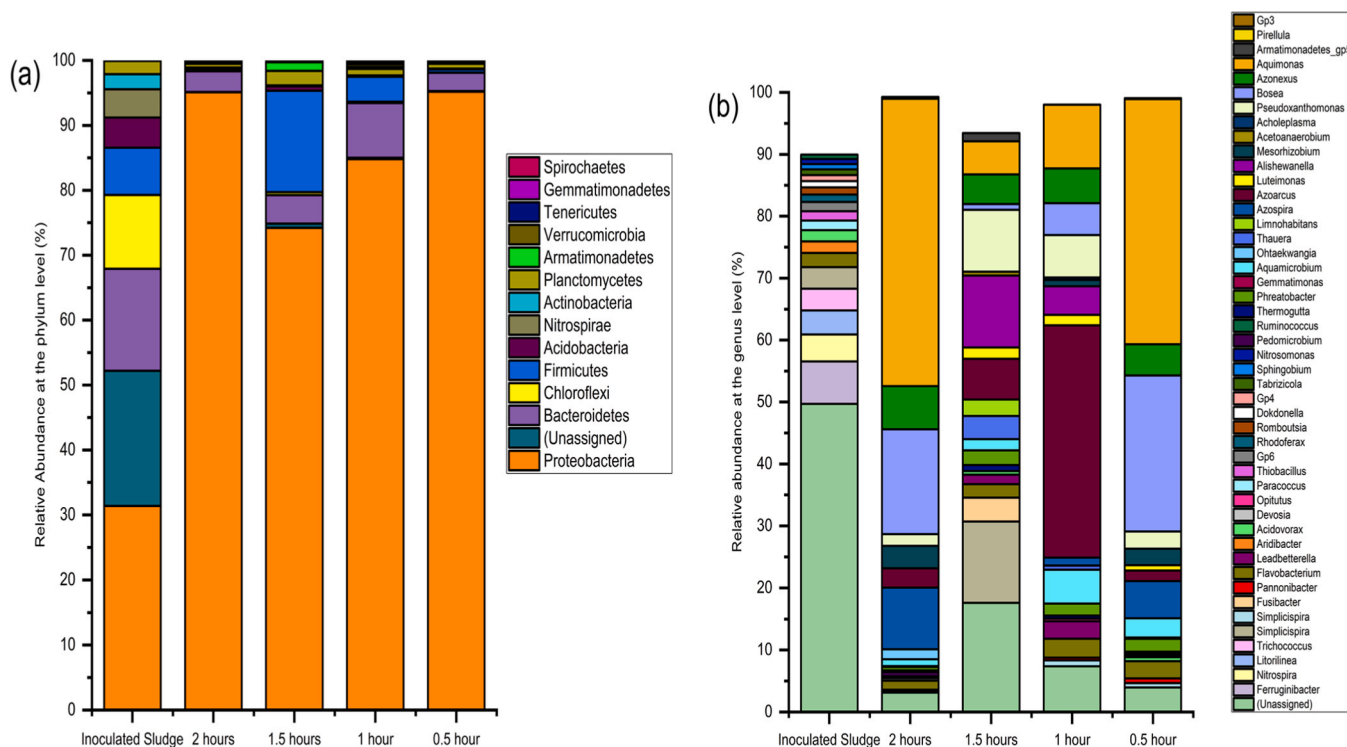 (a)
Relative Abundance at the phylum level (%)
100
90
80
70
60
50
40
30
20
10
0
Inoculated Sludge 2 hours 1.5 hours 1 hour 0.5 hour
Spirochaetes
Gemmatimonadetes
Tenericutes
Verrucomicrobia
Armatimonadetes
Planctomycetes
Actinobacteria
Nitrospirae
Acidobacteria
Firmicutes
Chloroflexi
Bacteroidetes
(Unassigned)
Proteobacteria
(b)
Relative abundance at the genus level (%)
100
90
80
70
60
50
40
30
20
10
0
Inoculated Sludge 2 hours 1.5 hours 1 hour 0.5 hour
Gp3
Pirellula
Armatimonadetes_gp5
Aquimonas
Azonexus
Bosea
Pseudoxanthomonas
Acholeplasma
Acetoanaerobium
Mesorhizobium
Alishewanella
Luteimonas
Azoarcus
Azospira
Limnohabitans
Thauera
Ohtaekwangia
Aquamicrobium
Gemmatimonas
Phreatobacter
Thermogutta
Ruminococcus
Pedomicrobium
Nitrosomonas
Sphingobium
Tabrizicola
Gp4
Dokdonella
Romboutsia
Rhodoferax
Gp6
Thiobacillus
Paracoccus
Opitutus
Devosia
Acidovorax
Aridibacter
Leadbetterella
Flavobacterium
Pannonibacter
Fusibacter
Simplicispira
Simplicispira
Trichococcus
Litorilinea
Nitrospira
Ferruginibacter
(Unassigned)